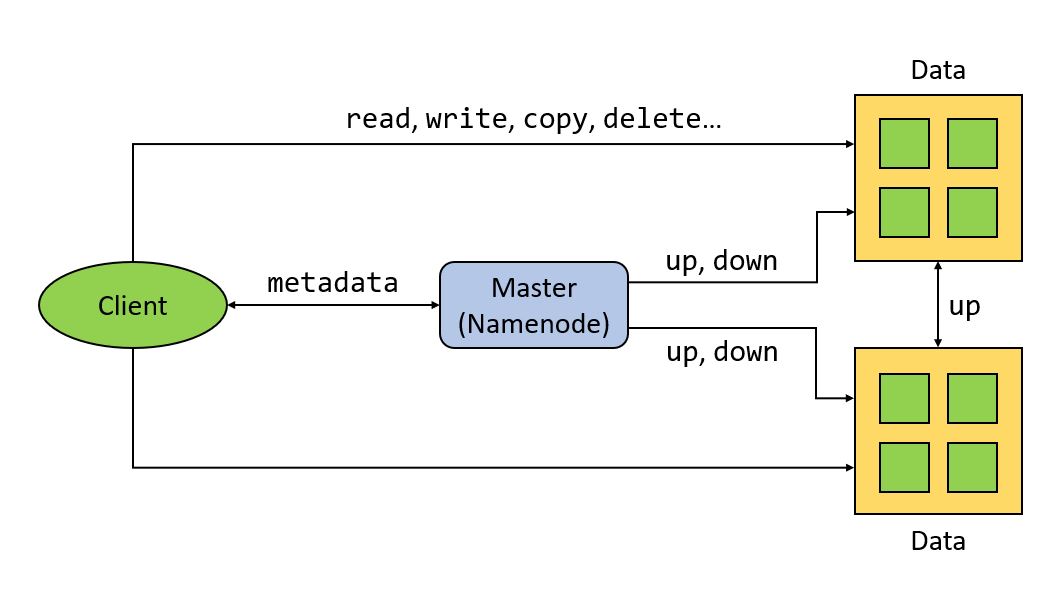 Data
read, write, copy, delete...
up, down
metadata
Client
Master
(Namenode)
up
up, down
Data